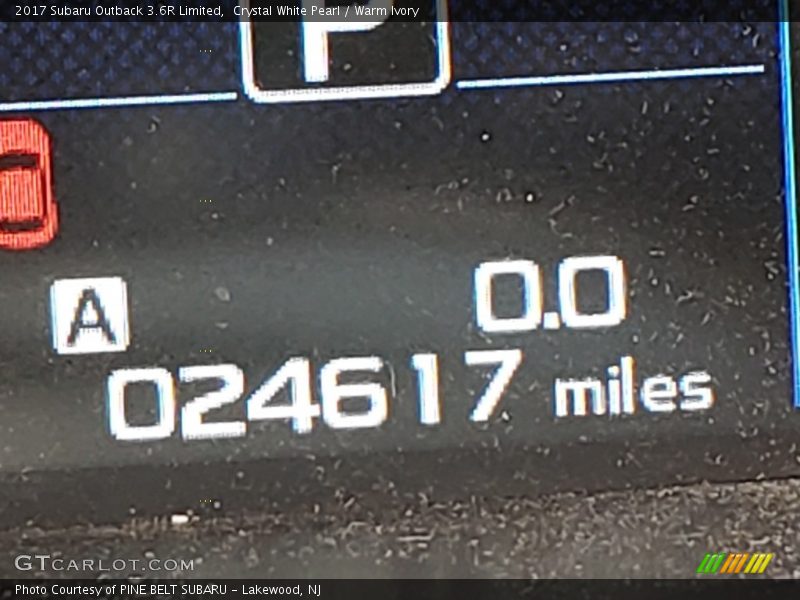 2017 Subaru Outback 3.6R Limited,  Crystal White Pearl / Warm Ivory
P
A 0.0
024617 miles
GTCARLOT.COM
Photo Courtesy of PINE BELT SUBARU - Lakewood, NJ